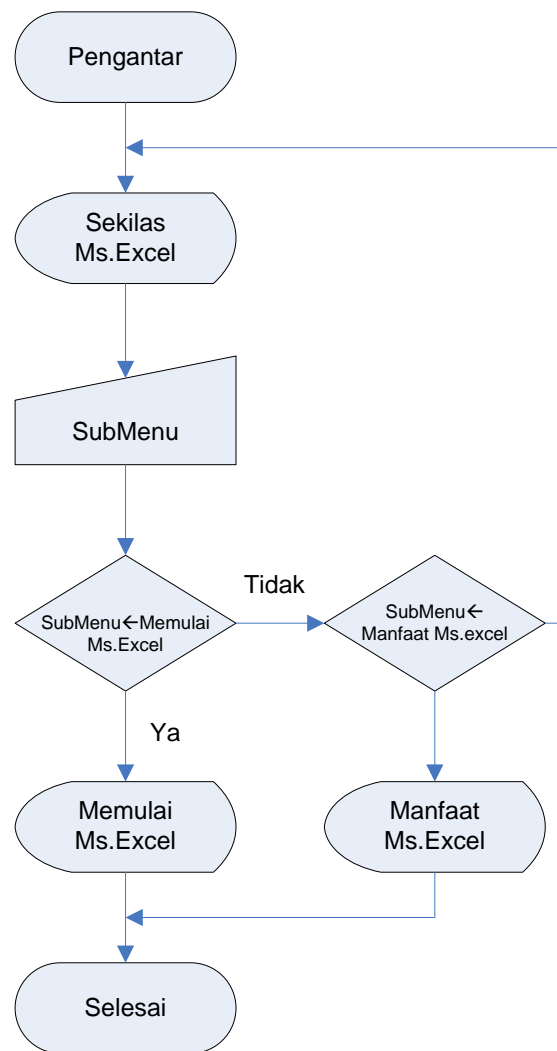 Pengantar
Sekilas
Ms.Excel
SubMenu
SubMenu←Memulai
Ms.Excel
Tidak
SubMenu←
Manfaat Ms.excel
Ya
Memulai
Ms.Excel
Manfaat
Ms.Excel
Selesai